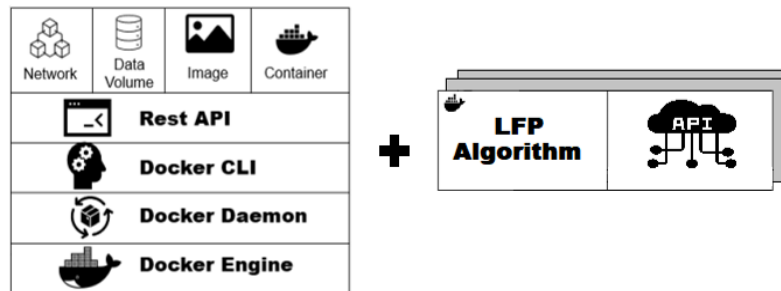 Network
Data
Volume
Image
Container
Rest API
Docker CLI
Docker Daemon
Docker Engine
LFP
Algorithm
API